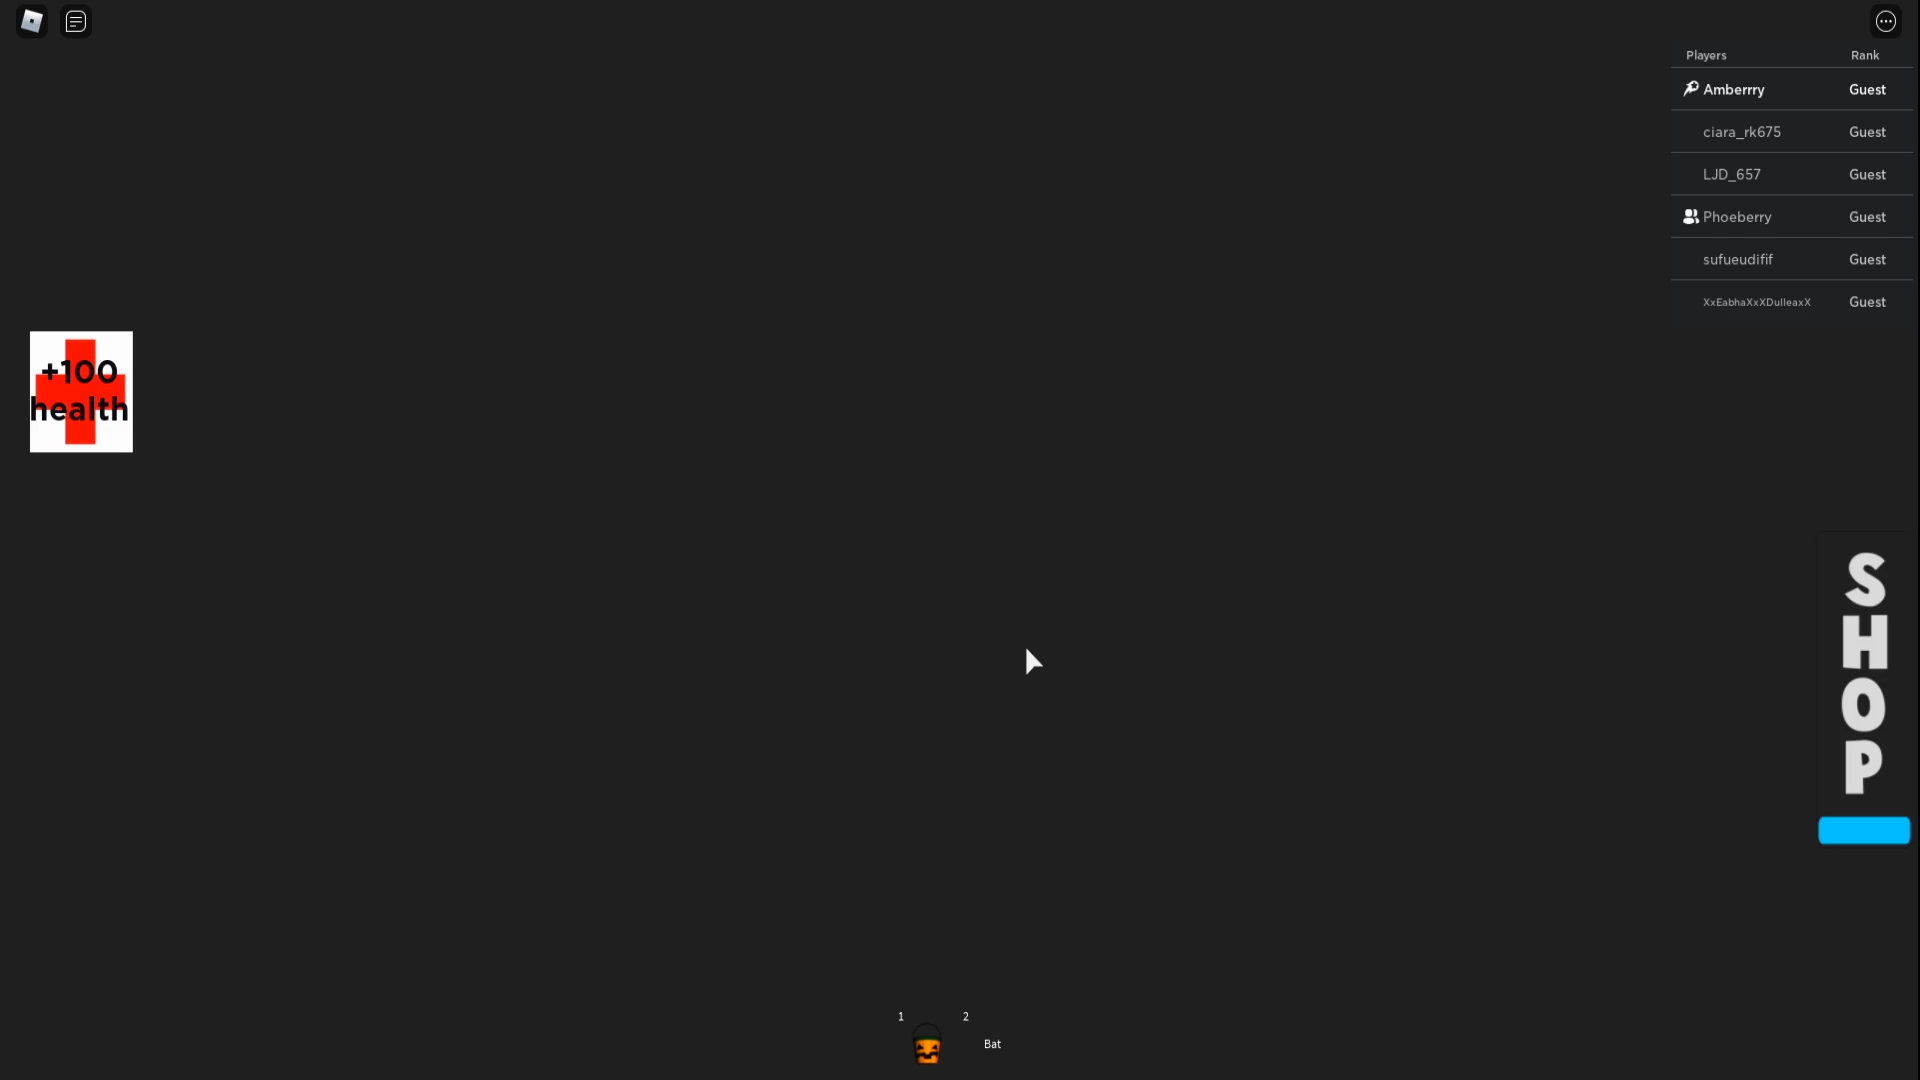 Players Rank
Amberrry Guest
ciara_rk675 Guest
LJD_657 Guest
Phoeberry Guest
sufueudifif Guest
XxEabhaXxXDulleaxX Guest
+100
health
S
H
O
P
1 2
Bat